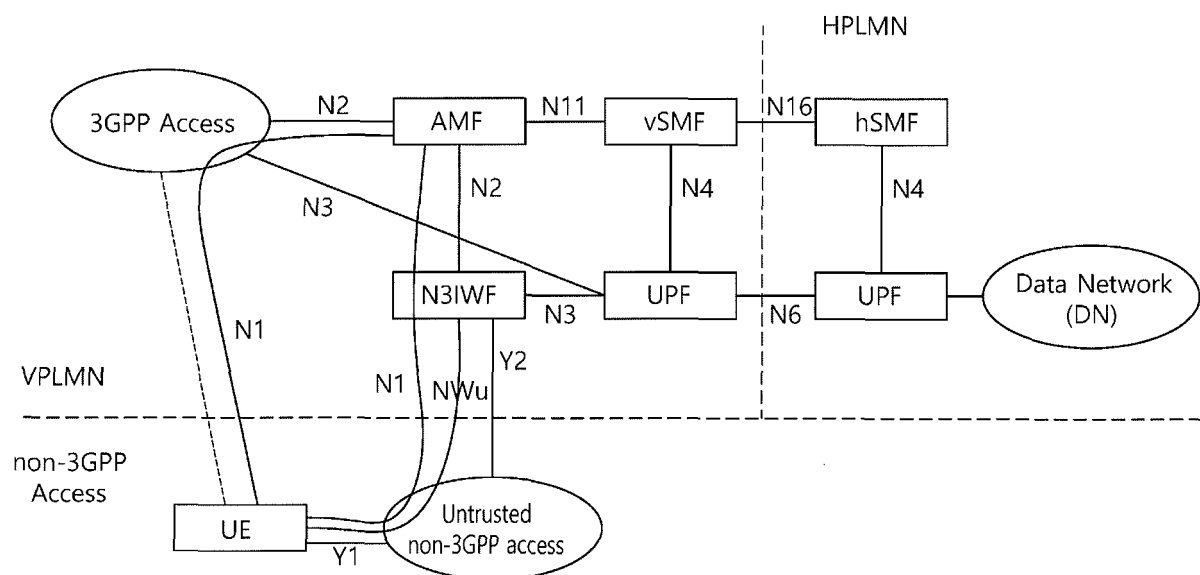 HPLMN
3GPP Access
N2
AMF
N11
vSMF
N16
hSMF
N3
N2
N4
N4
N1
N3IWF
N3
UPF
N6
UPF
Data Network
(DN)
VPLMN
N1
NWu
Y2
non-3GPP
Access
UE
Y1
Untrusted
non-3GPP access